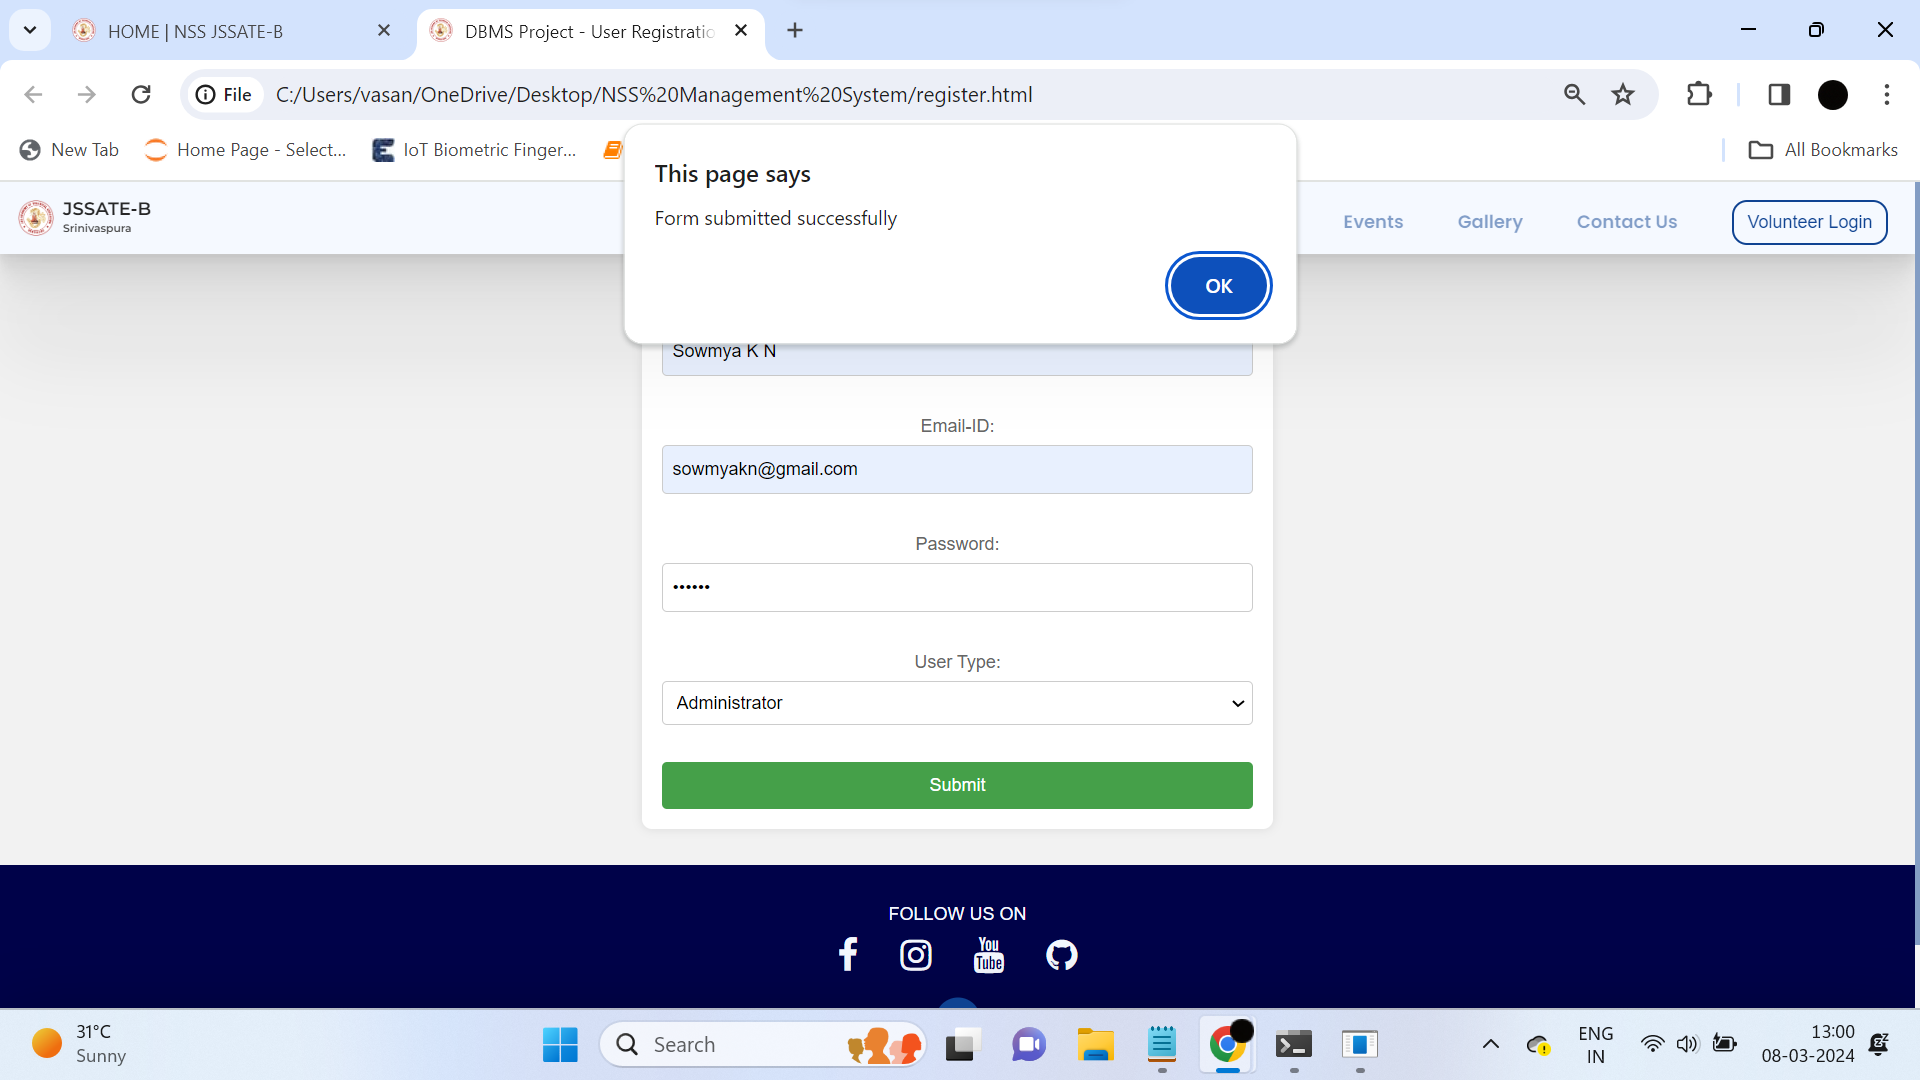 HOME | NSS JSSATE-B
DBMS Project - User Registratio
File
C:/Users/vasan/OneDrive/Desktop/NSS%20Management%20System/register.html
New Tab
Home Page - Select...
IoT Biometric Finger...
All Bookmarks
This page says
Form submitted successfully
OK
JSSATE-B
Srinivaspura
Events
Gallery
Contact Us
Volunteer Login
Sowmya K N
Email-ID:
sowmyakn@gmail.com
Password:
••••••
User Type:
Administrator
Submit
FOLLOW US ON
You
Tube
31°C
Sunny
Search
ENG
IN
13:00
08-03-2024